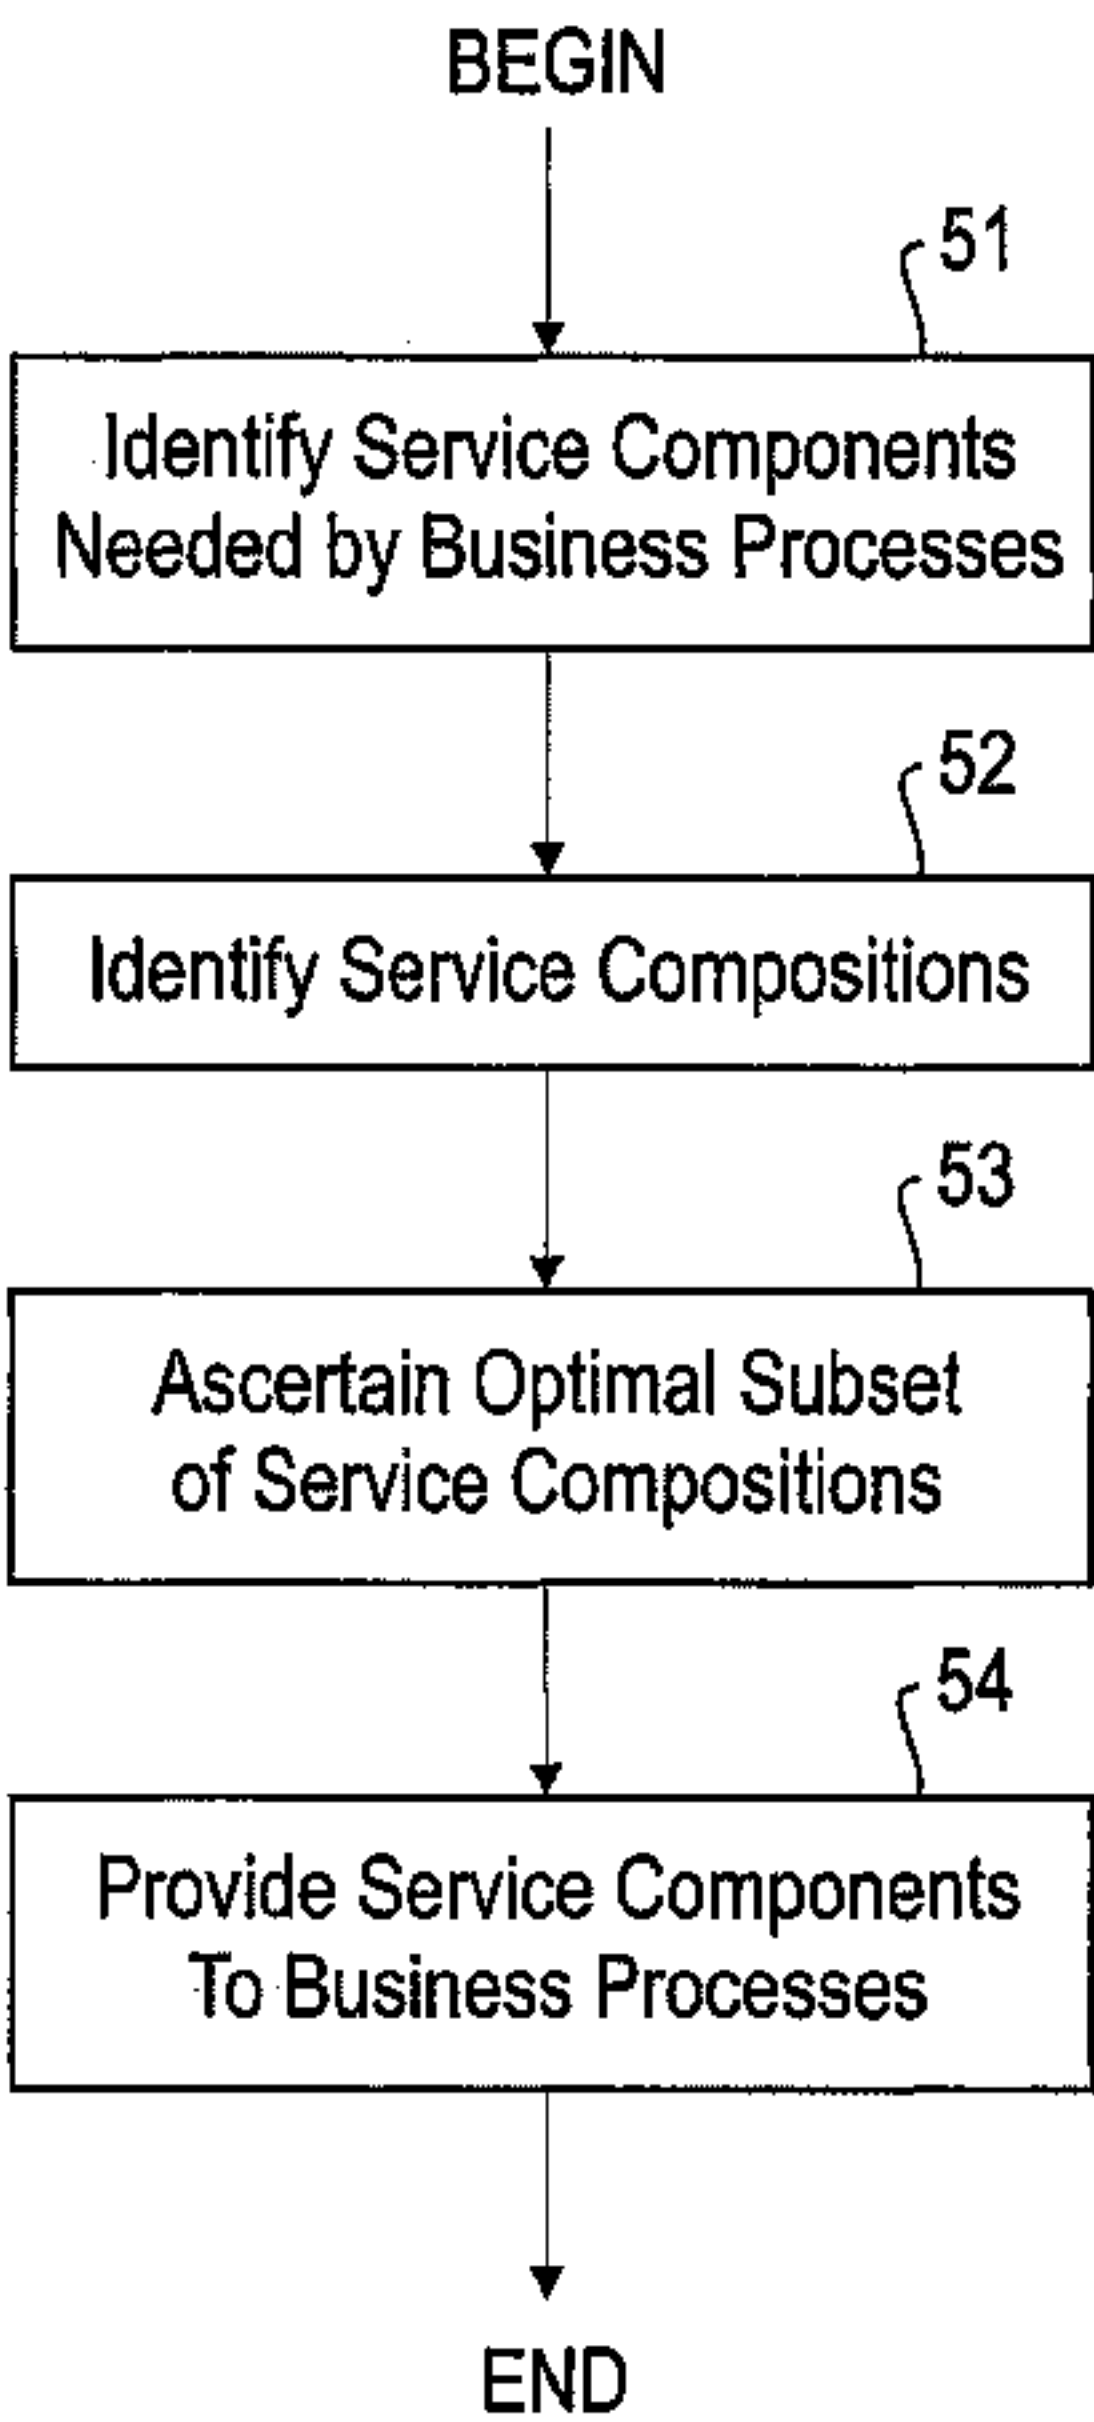 BEGIN
51
Identify Service Components
Needed by Business Processes
52
Identify Service Compositions
53
Ascertain Optimal Subset
of Service Compositions
54
Provide Service Components
To Business Processes
END